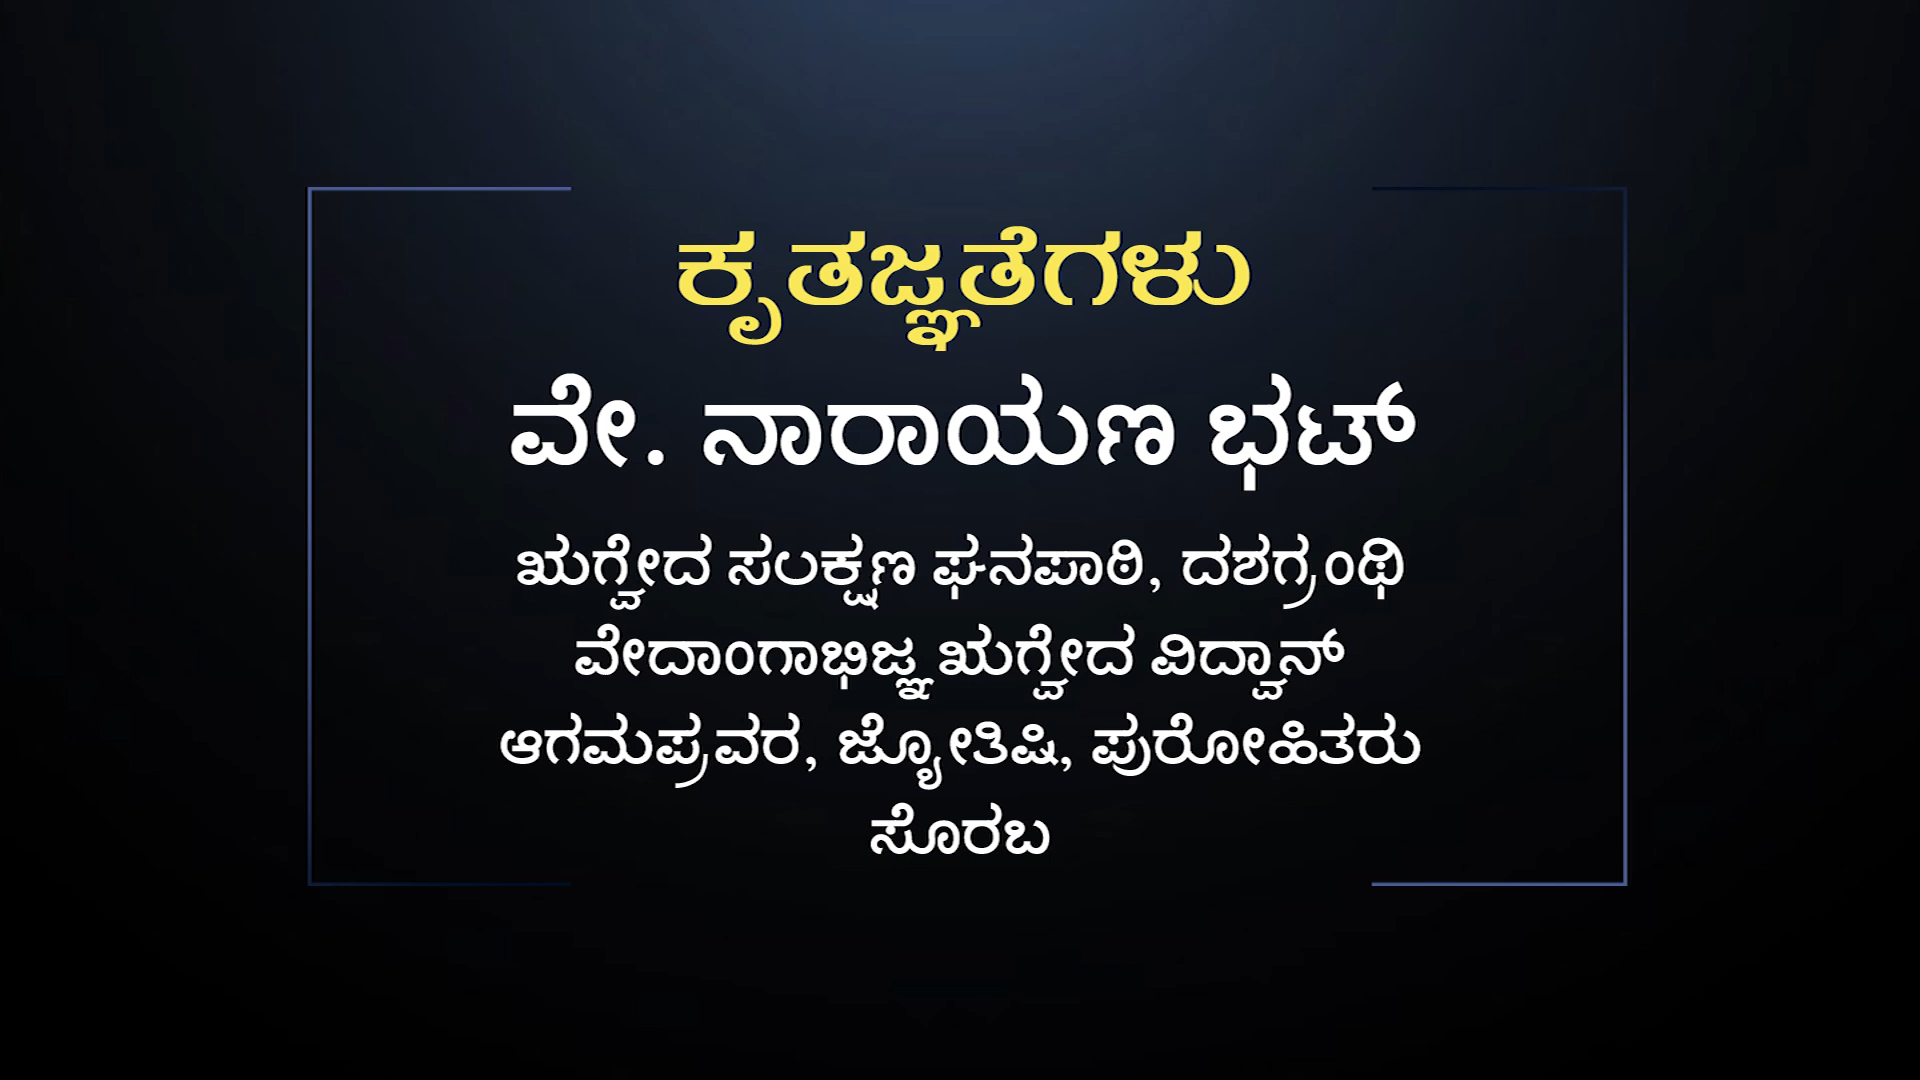 ಕೃತಜ್ಞತೆಗಳು
ವೇ. ನಾರಾಯಣ ಭಟ್
ಋಗ್ವೇದ ಸಲಕ್ಷಣ ಘನಪಾಠಿ, ದಶಗ್ರಂಥಿ
ವೇದಾಂಗಾಭಿಜ್ಞ ಋಗ್ವೇದ ವಿದ್ವಾನ್
ಆಗಮಪ್ರವರ, ಜ್ಯೋತಿಷಿ, ಪುರೋಹಿತರು
ಸೊರಬ